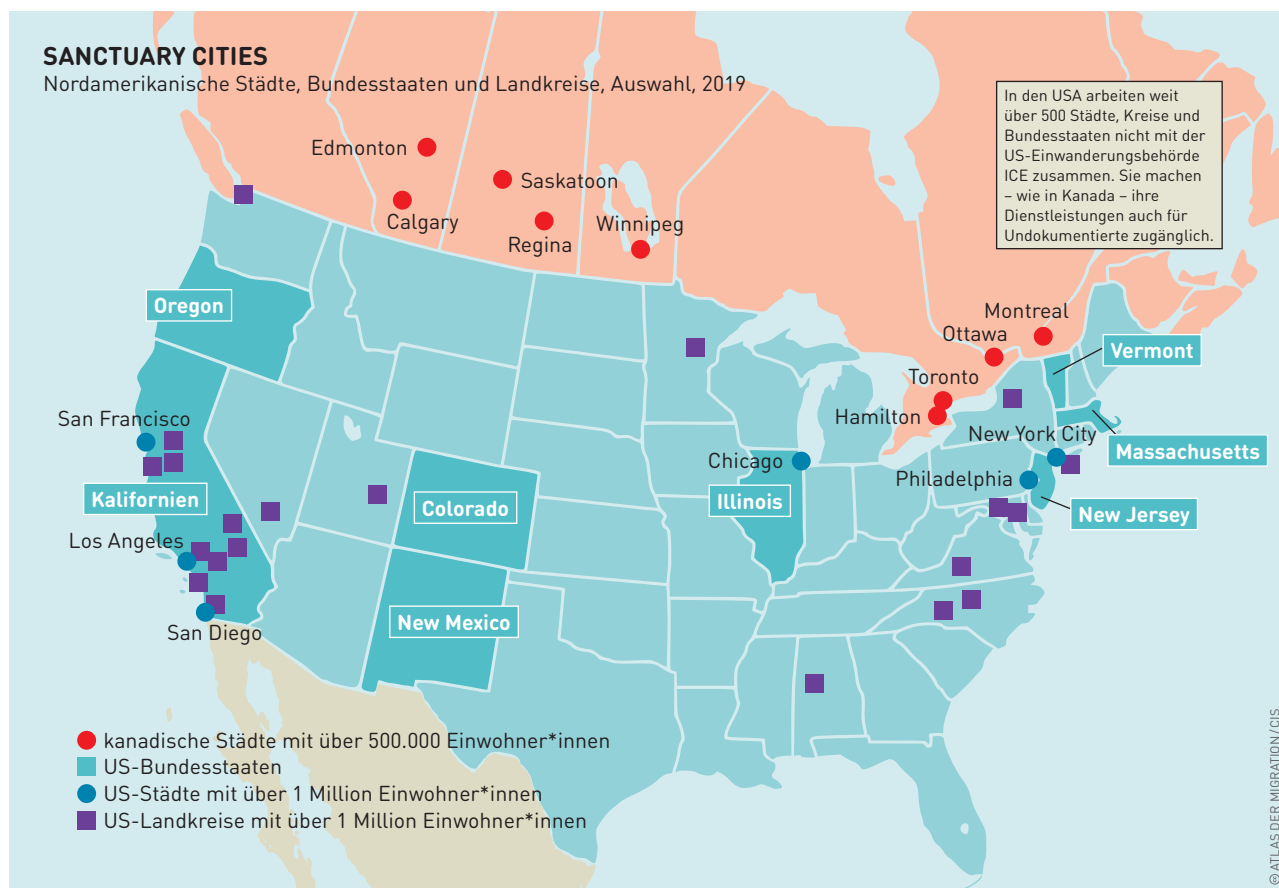 SANCTUARY CITIES
Nordamerikanische Städte, Bundesstaaten und Landkreise, Auswahl, 2019
In den USA arbeiten weit
über 500 Städte, Kreise und
Bundesstaaten nicht mit der
US-Einwanderungsbehörde
ICE zusammen. Sie machen
– wie in Kanada – ihre
Dienstleistungen auch für
Undokumentierte zugänglich.
Edmonton
Saskatoon
Calgary
Regina
Winnipeg
Oregon
Montreal
Ottawa
Vermont
Toronto
Hamilton
San Francisco
New York City
Massachusetts
Chicago
Philadelphia
Kalifornien
Colorado
Illinois
New Jersey
Los Angeles
New Mexico
San Diego
kanadische Städte mit über 500.000 Einwohner*innen
US-Bundesstaaten
US-Städte mit über 1 Million Einwohner*innen
US-Landkreise mit über 1 Million Einwohner*innen
ATLAS DER MIGRATION/CIS